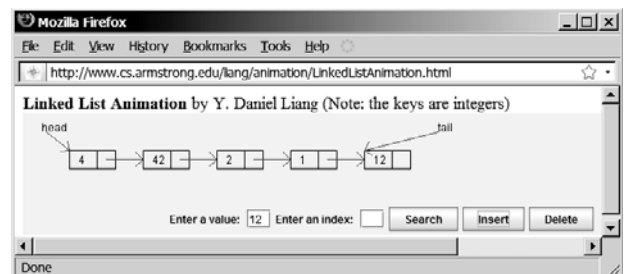 Mozilla Firefox
File Edit View History Bookmarks Tools Help
http://www.cs.armstrong.edu/liang/animation/LinkedListAnimation.html
Linked List Animation by Y. Daniel Liang (Note: the keys are integers)
head tail
4 42 2 1 12
Enter a value: 12 Enter an index: Search Insert Delete
Done